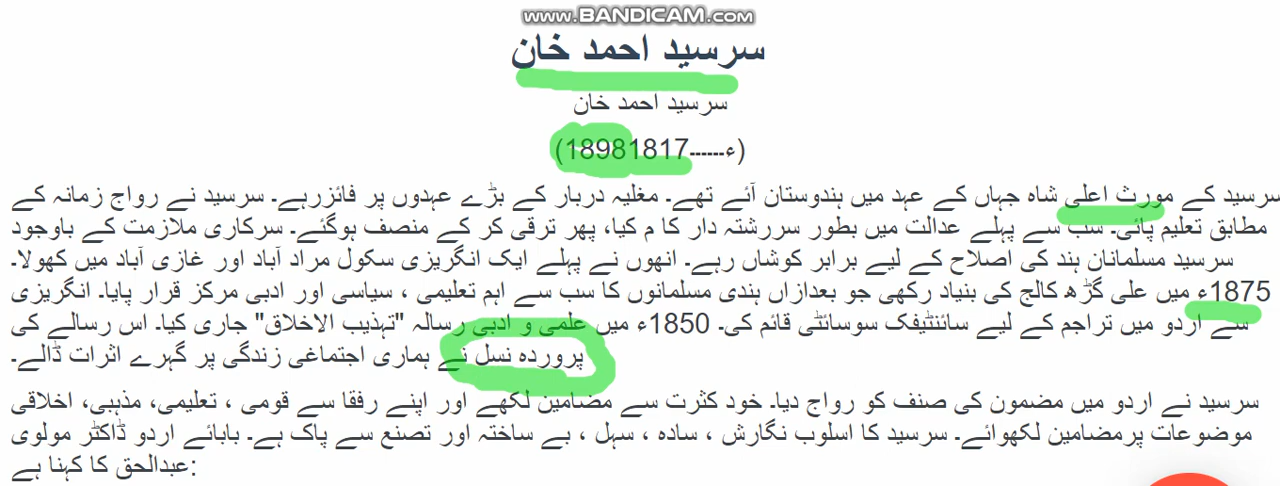 WWW.BANDICAM.COM
سرسید احمد خان
سرسید احمد خان
(18981817------ء)
سرسید کے مورث اعلی شاہ جہاں کے عہد میں ہندوستان آئے تھے۔ مغلیہ دربار کے بڑے عہدوں پر فائزرہے۔ سرسید نے رواج زمانہ کے
مطابق تعلیم پائی۔ سب سے پہلے عدالت میں بطور سررشتہ دار کا م کیا، پھر ترقی کر کے منصف ہوگئے۔ سرکاری ملازمت کے باوجود
سرسید مسلمانان ہند کی اصلاح کے لیے برابر کوشاں رہے۔ انھوں نے پہلے ایک انگریزی سکول مراد آباد اور غازی آباد میں کھولا۔
1875ء میں علی گڑھ کالج کی بنیاد رکھی جو بعدازاں ہندی مسلمانوں کا سب سے اہم تعلیمی ، سیاسی اور ادبی مرکز قرار پایا۔ انگریزی
سے اردو میں تراجم کے لیے سائنٹیفک سوسائٹی قائم کی۔ 1850ء میں علمی و ادبی رسالہ "تہذیب الاخلاق" جاری کیا۔ اس رسالے کی
پروردہ نسل نے ہماری اجتماعی زندگی پر گہرے اثرات ڈالے۔
سرسید نے اردو میں مضمون کی صنف کو رواج دیا۔ خود کثرت سے مضامین لکھے اور اپنے رفقا سے قومی ، تعلیمی، مذہبی، اخلاقی
موضوعات پرمضامین لکھوائے۔ سرسید کا اسلوب نگارش ، سادہ ، سہل ، بے ساختہ اور تصنع سے پاک ہے۔ بابائے اردو ڈاکٹر مولوی
عبدالحق کا کہنا ہے: